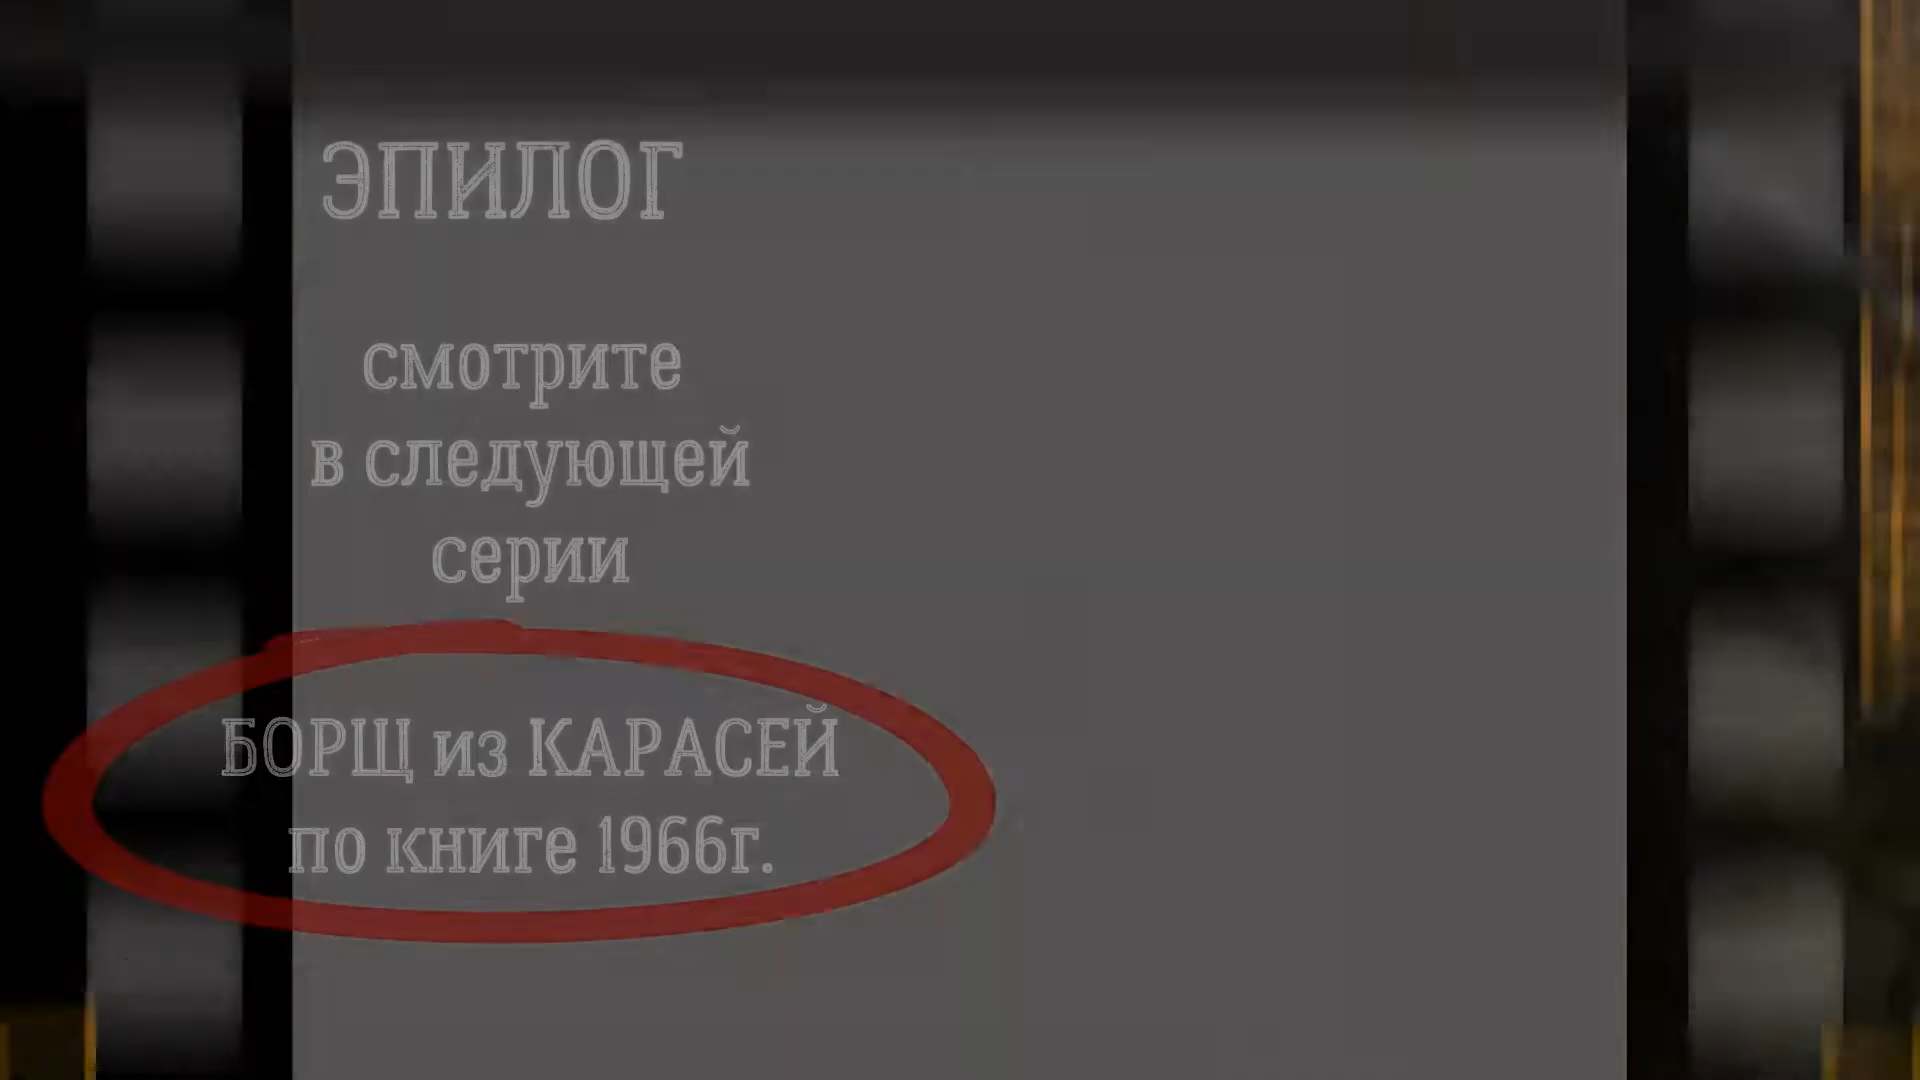 ЭПИЛОГ
смотрите
в следующей
серии
БОРЩ из КАРАСЕЙ
по книге 1966г.